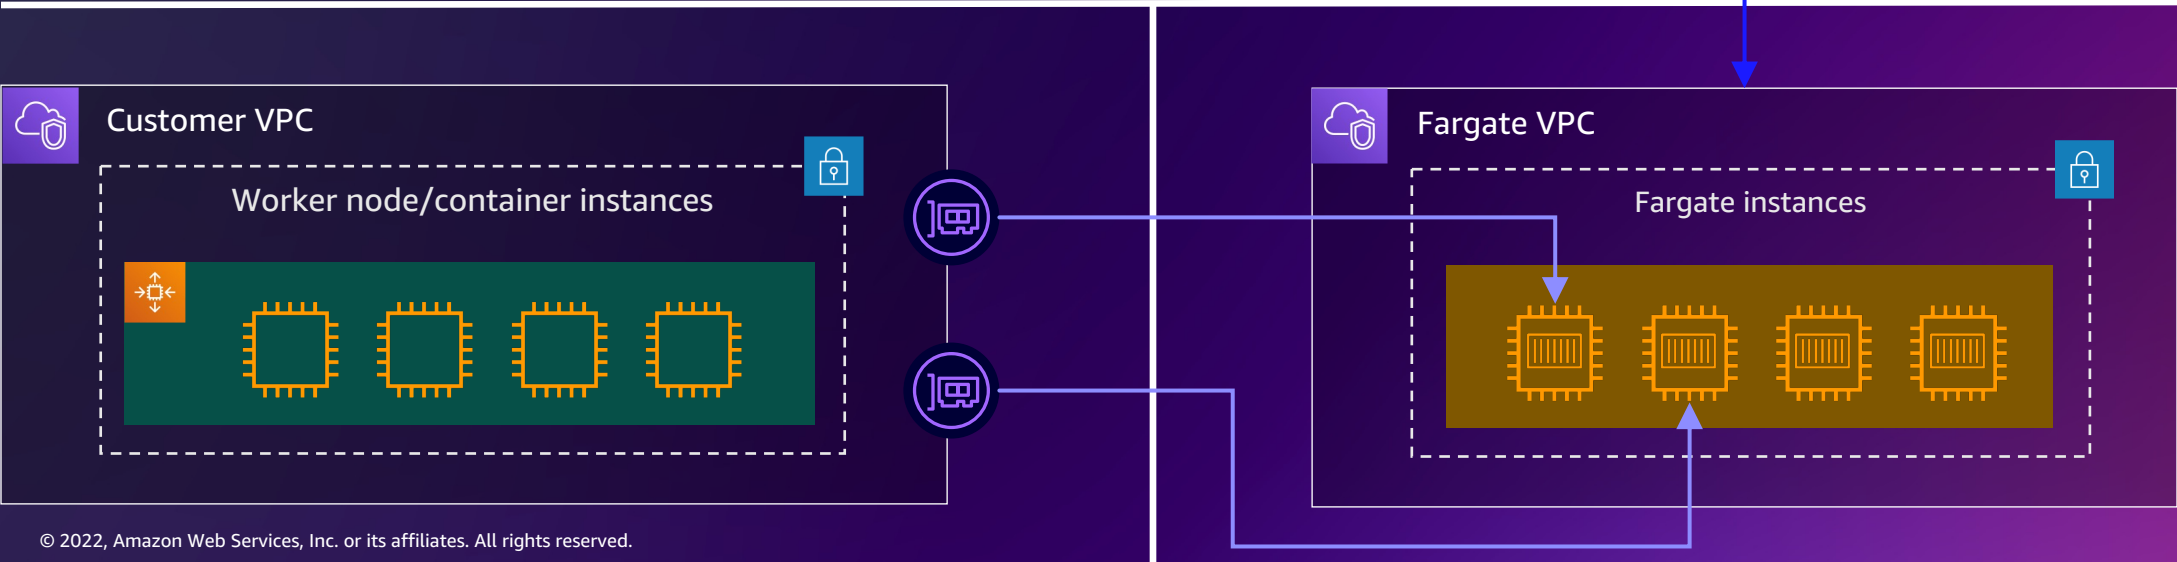 Customer VPC
Worker node/container instances
Fargate VPC
Fargate instances
© 2022, Amazon Web Services, Inc. or its affiliates. All rights reserved.